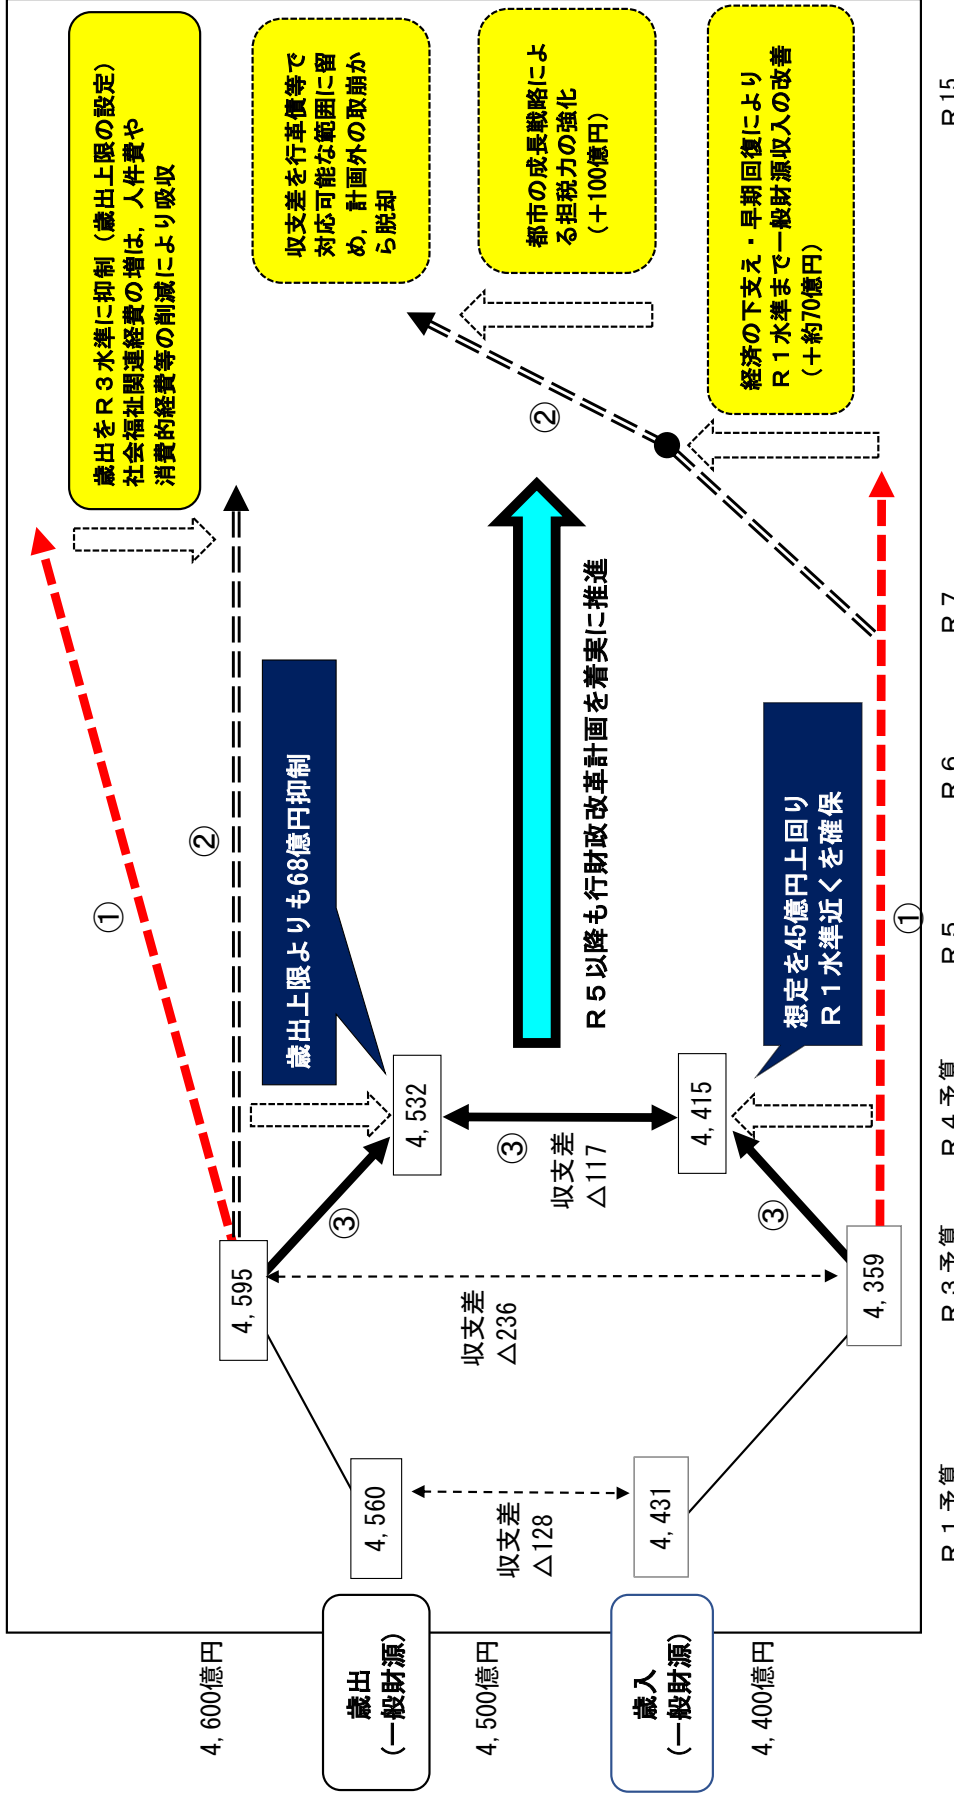 歳出をＲ３水準に抑制（歳出上限の設定）
社会福祉関連経費の増は，人件費や
消費的経費等の削減により吸収
収支差を行革債等で
対応可能な範囲に留
め，計画外の取崩か
ら脱却
都市の成長戦略によ
る担税力の強化
（＋100億円）
経済の下支え・早期回復により
Ｒ１水準まで一般財源収入の改善
（＋約70億円）
①
②
②
①
歳出上限よりも68億円抑制
Ｒ５以降も行財政改革計画を着実に推進
想定を45億円上回り
Ｒ１水準近くを確保
4,532
③
収支差
△117
4,415
③
③
4,595
収支差
△236
4,359
4,560
収支差
△128
4,431
4,600億円
歳出
(一般財源)
4,500億円
歳入
(一般財源)
4,400億円
Ｒ１予算
Ｒ３予算
Ｒ４予算
Ｒ５
Ｒ６
Ｒ７
Ｒ15